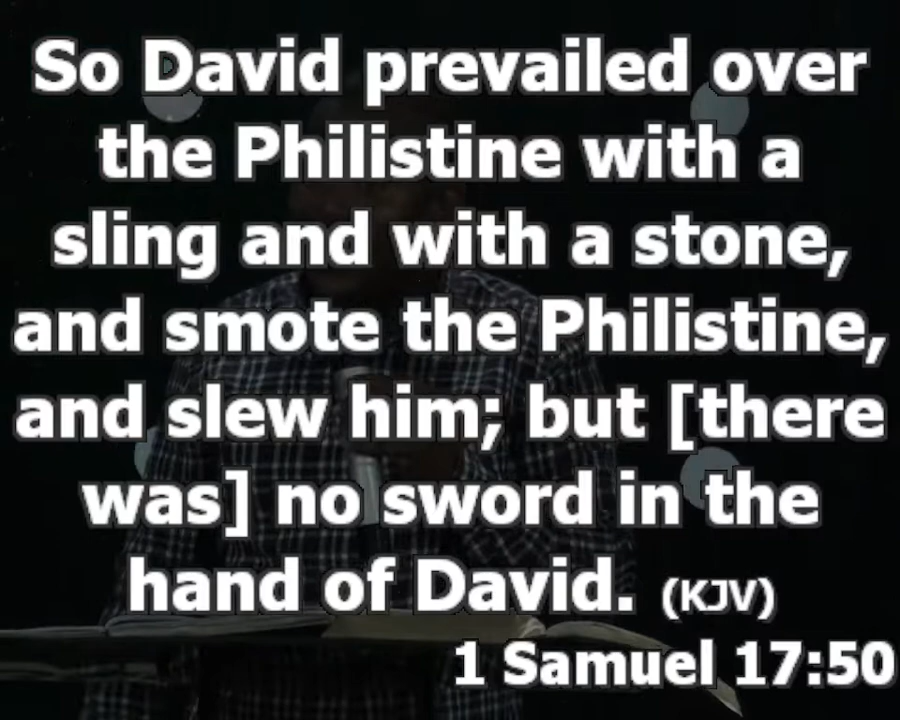 So David prevailed over
the Philistine with a
sling and with a stone,
and smote the Philistine,
and slew him; but [there
was] no sword in the
hand of David. (KJV)
1 Samuel 17:50